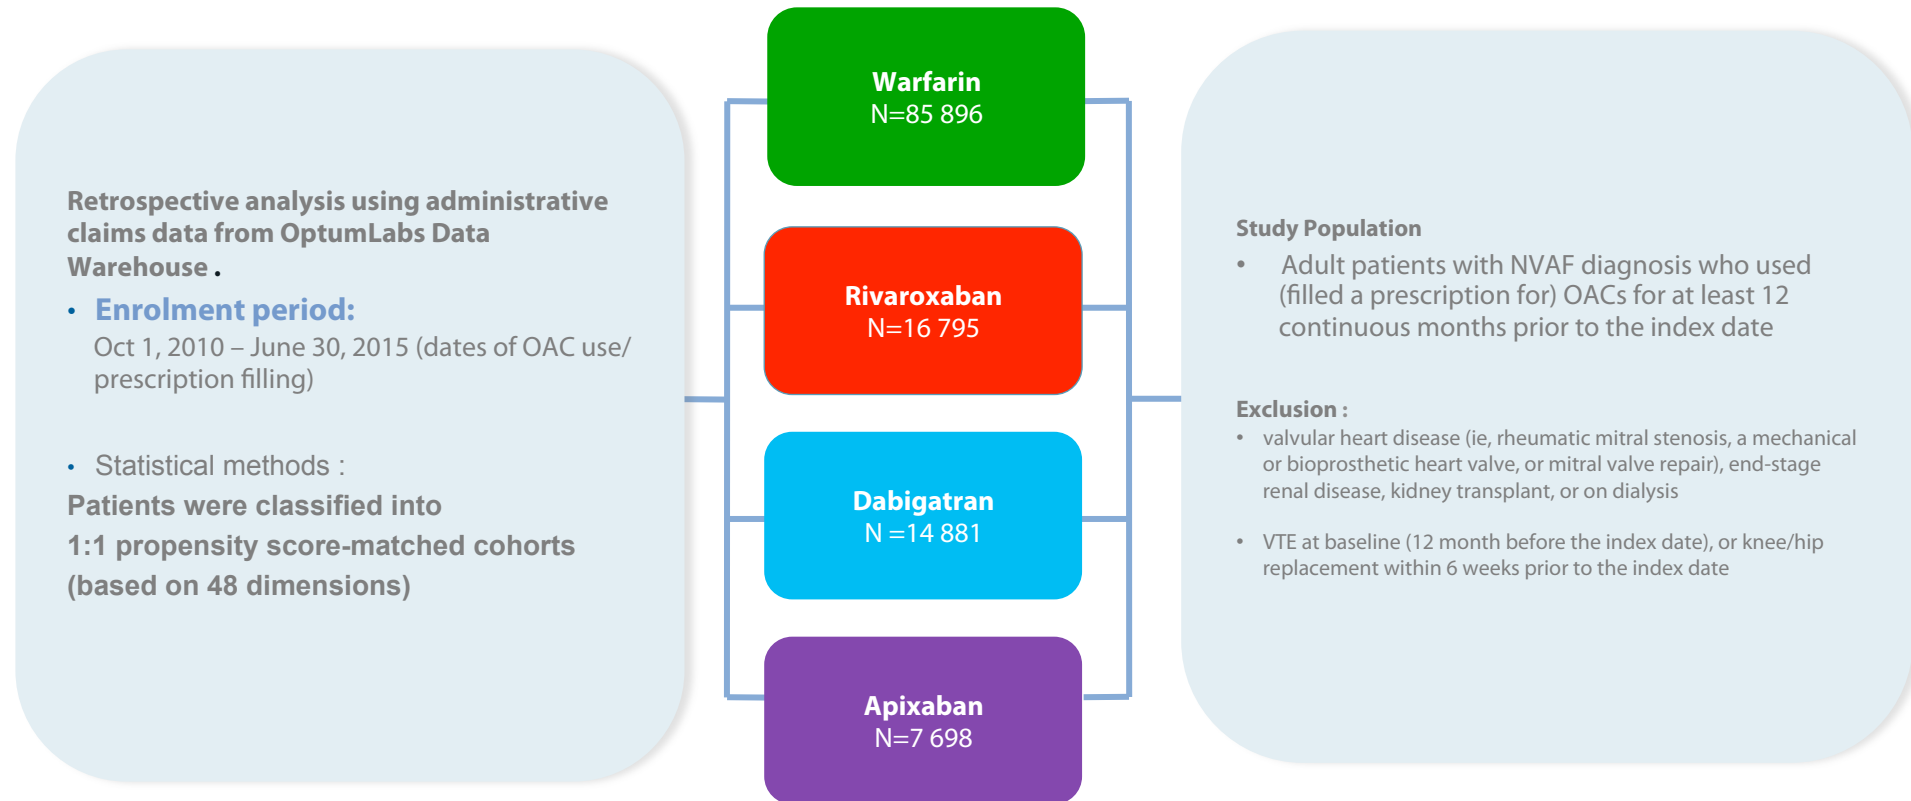 Retrospective analysis using administrative
claims data from OptumLabs Data
Warehouse .
• Enrolment period:
Oct 1, 2010 – June 30, 2015 (dates of OAC use/
prescription filling)
• Statistical methods :
Patients were classified into
1:1 propensity score-matched cohorts
(based on 48 dimensions)
Warfarin
N=85 896
Rivaroxaban
N=16 795
Dabigatran
N =14 881
Apixaban
N=7 698
Study Population
• Adult patients with NVAF diagnosis who used
(filled a prescription for) OACs for at least 12
continuous months prior to the index date
Exclusion :
• valvular heart disease (ie, rheumatic mitral stenosis, a mechanical
or bioprosthetic heart valve, or mitral valve repair), end-stage
renal disease, kidney transplant, or on dialysis
• VTE at baseline (12 month before the index date), or knee/hip
replacement within 6 weeks prior to the index date